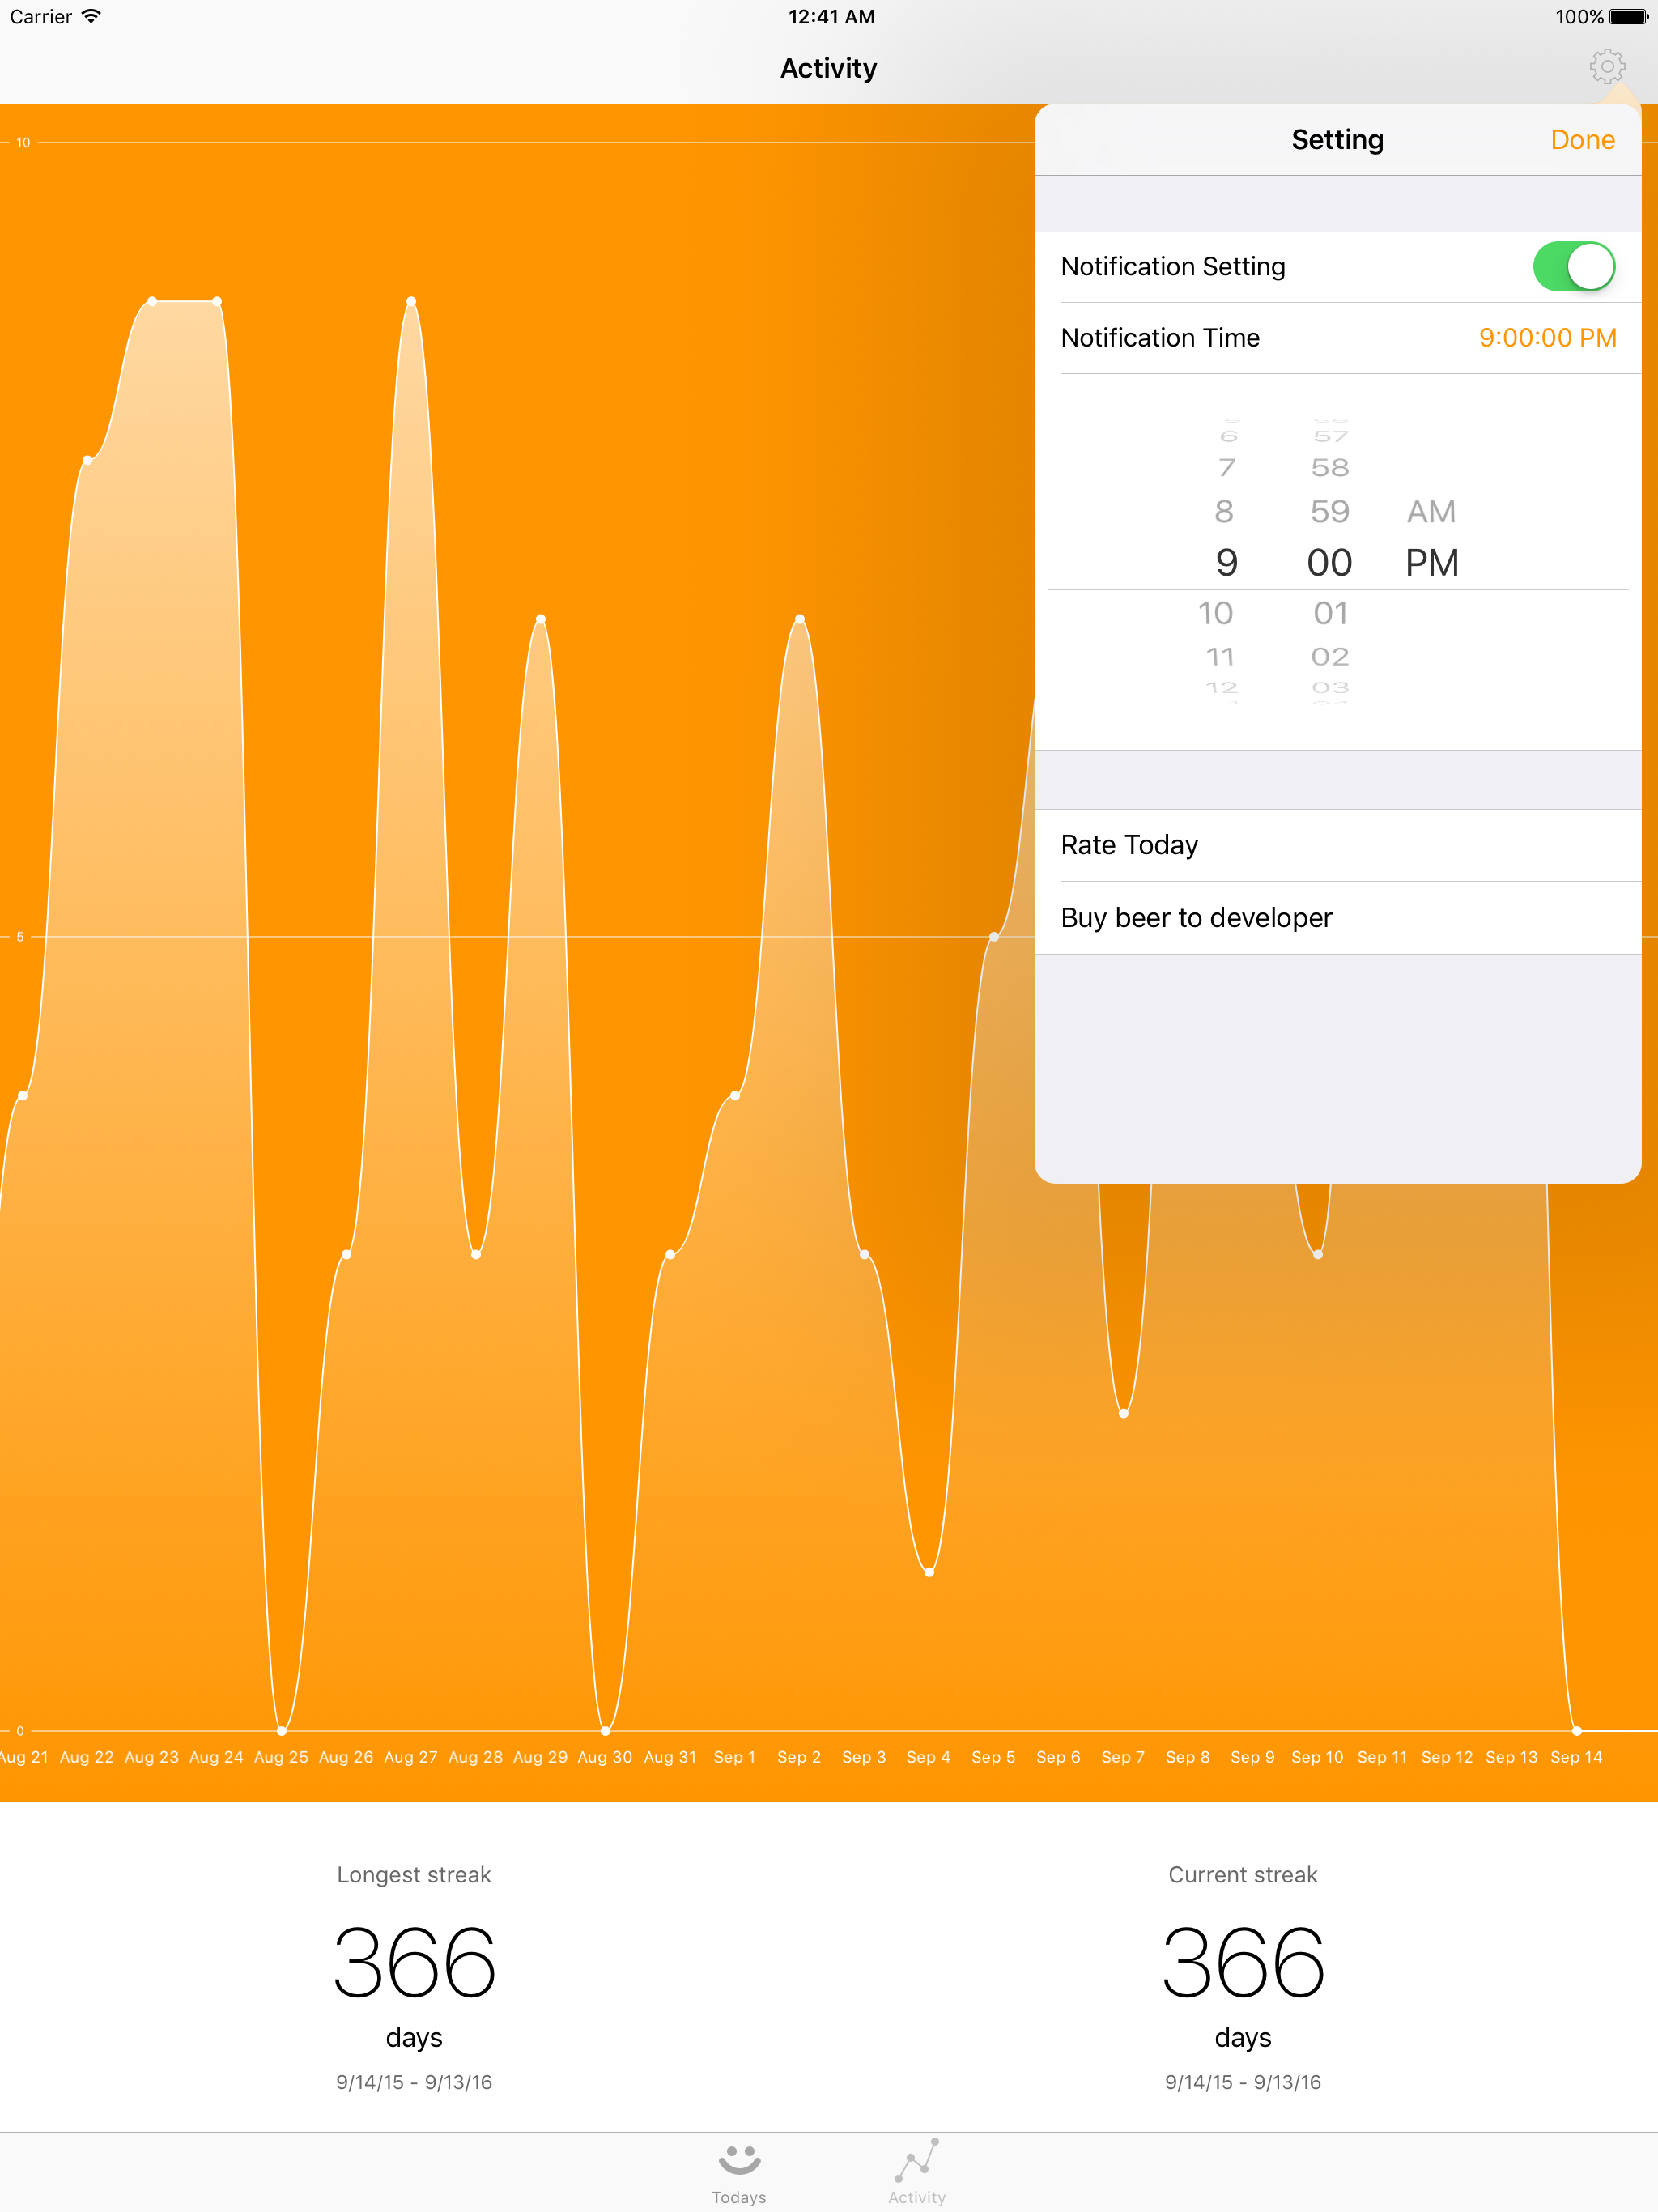 Carrier 12:41 AM 100%
Activity
Setting Done
Notification Setting
Notification Time 9:00:00 PM
6 57
7 58
8 59 AM
9 00 PM
10 01
11 02
12 03
Rate Today
Buy beer to developer
10
5
0
Aug 21 Aug 22 Aug 23 Aug 24 Aug 25 Aug 26 Aug 27 Aug 28 Aug 29 Aug 30 Aug 31 Sep 1 Sep 2 Sep 3 Sep 4 Sep 5 Sep 6 Sep 7 Sep 8 Sep 9 Sep 10 Sep 11 Sep 12 Sep 13 Sep 14
Longest streak
366
days
9/14/15 - 9/13/16
Current streak
366
days
9/14/15 - 9/13/16
Todays
Activity